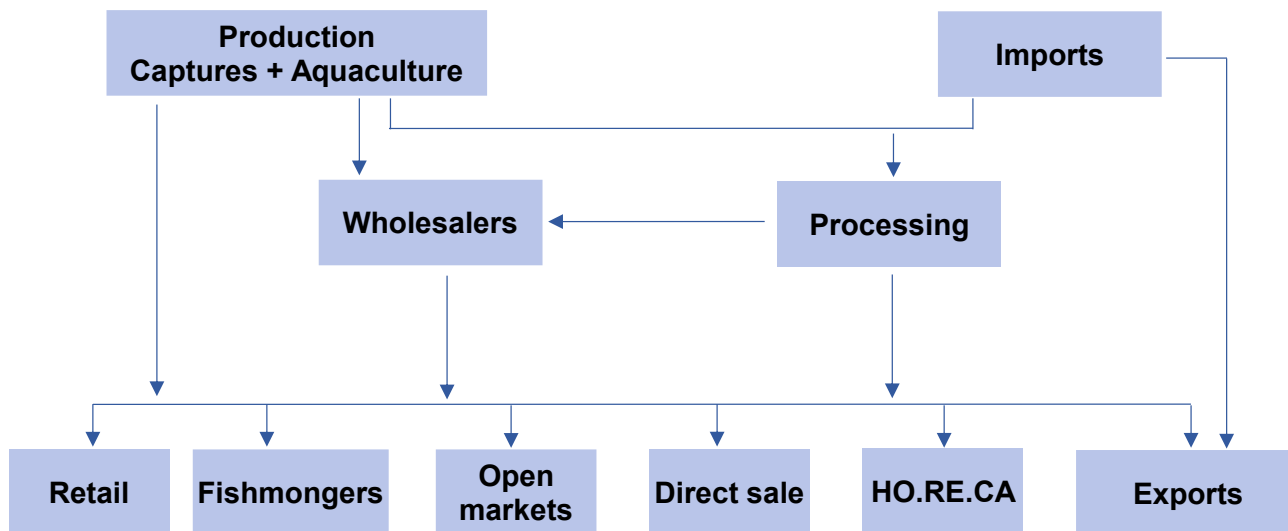 Production
Captures + Aquaculture
Imports
Wholesalers
Processing
Retail
Fishmongers
Open
markets
Direct sale
HO.RE.CA
Exports